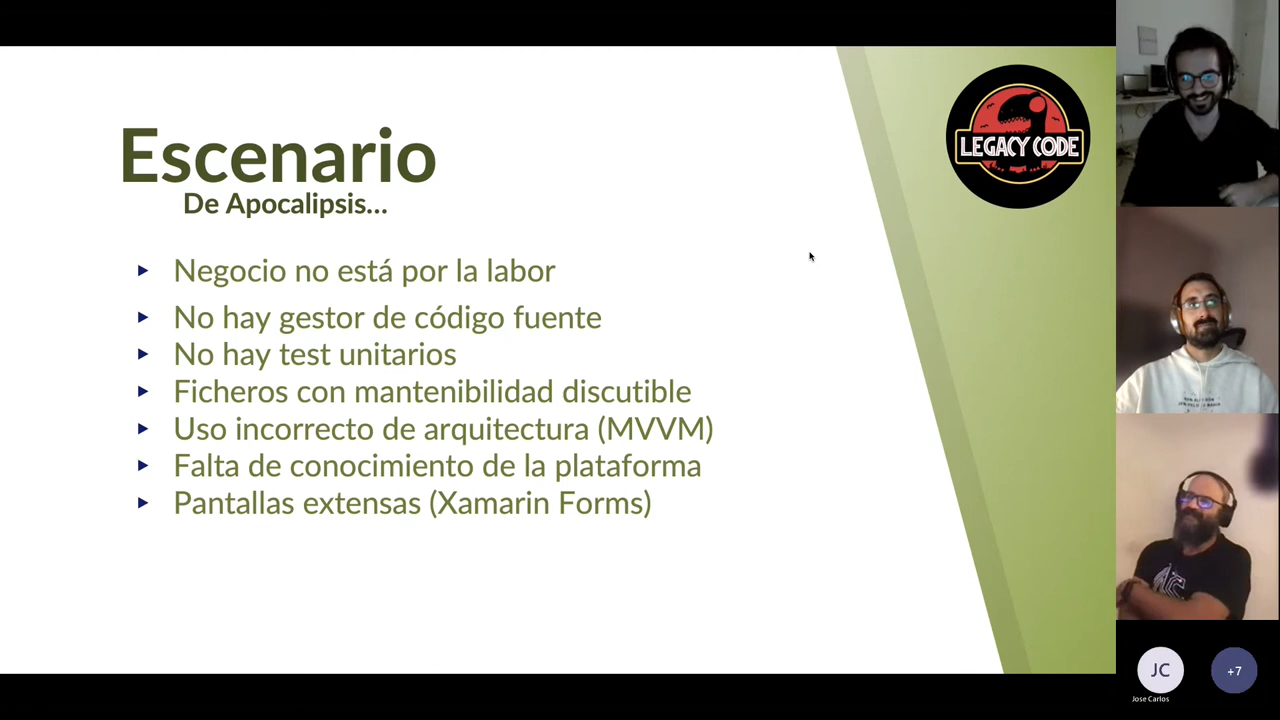 Escenario
De Apocalipsis...
Negocio no está por la labor
No hay gestor de código fuente
No hay test unitarios
Ficheros con mantenibilidad discutible
Uso incorrecto de arquitectura (MVVM)
Falta de conocimiento de la plataforma
Pantallas extensas (Xamarin Forms)
LEGACY CODE
JC
+7
Jose Carlos